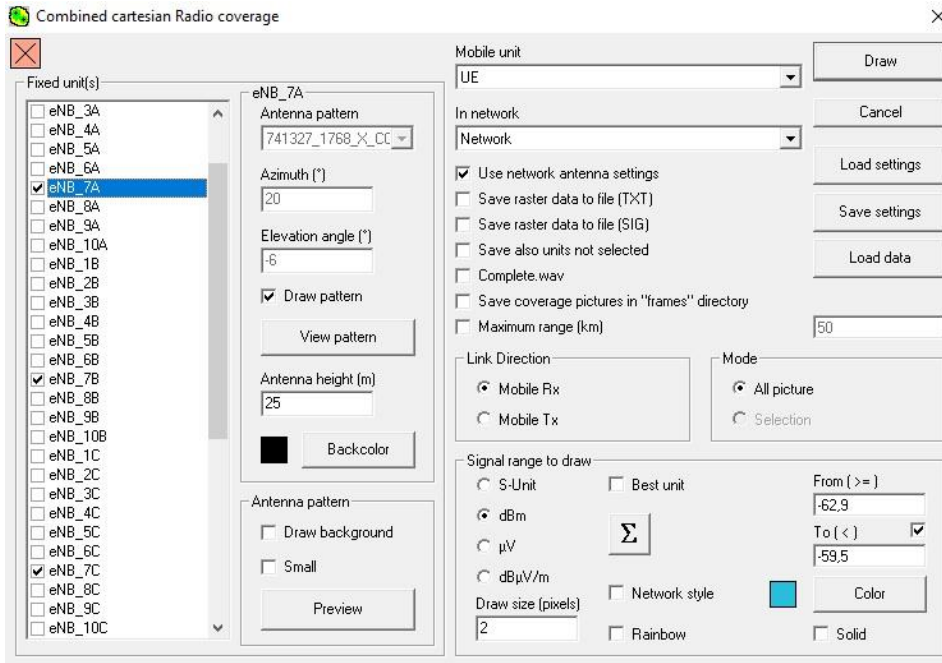 Combined cartesian Radio coverage
Fixed unit(s)
eNB_3A
eNB_4A
eNB_5A
eNB_6A
eNB_7A
eNB_8A
eNB_9A
eNB_10A
eNB_1B
eNB_2B
eNB_3B
eNB_4B
eNB_5B
eNB_6B
eNB_7B
eNB_8B
eNB_9B
eNB_10B
eNB_1C
eNB_2C
eNB_3C
eNB_4C
eNB_5C
eNB_6C
eNB_7C
eNB_8C
eNB_9C
eNB_10C
eNB_7A
Antenna pattern
741327_1768_X_CC
Azimuth (°)
20
Elevation angle (°)
-6
Draw pattern
View pattern
Antenna height (m)
25
Backcolor
Antenna pattern
Draw background
Small
Preview
Mobile unit
UE
In network
Network
Use network antenna settings
Save raster data to file (TXT)
Save raster data to file (SIG)
Save also units not selected
Complete.wav
Save coverage pictures in "frames" directory
Maximum range (km)
50
Draw
Cancel
Load settings
Save settings
Load data
Link Direction
Mobile Rx
Mobile Tx
Mode
All picture
Selection
Signal range to draw
S-Unit
dBm
µV
dBµV/m
Draw size (pixels)
2
Best unit
Σ
Network style
Rainbow
From ( >= )
-62,9
To ( < )
-59,5
Color
Solid